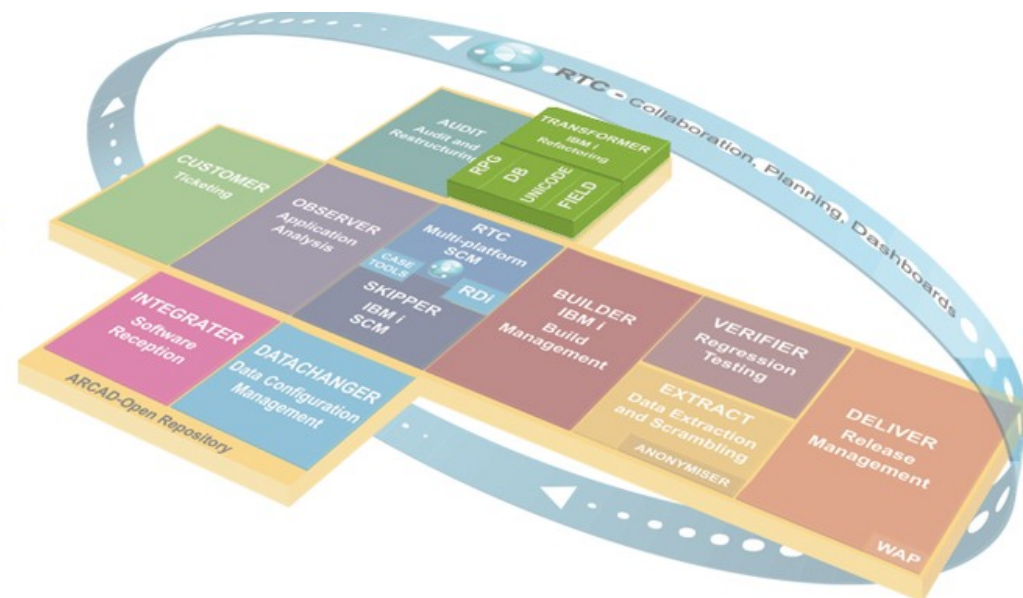 RTC - Collaboration, Planning, Dashboards
AUDIT
Audit and
Restructuring
TRANSFORMER
IBM i
Refactoring
RPG
DB
UNICODE
FIELD
CUSTOMER
Ticketing
OBSERVER
Application
Analysis
RTC
Multi-platform
SCM
CASE
TOOLS
RDi
SKIPPER
IBM i
SCM
INTEGRATER
Software
Reception
DATACHANGER
Data Configuration
Management
BUILDER
IBM i
Build
Management
VERIFIER
Regression
Testing
EXTRACT
Data Extraction
and Scrambling
ANONYMISER
DELIVER
Release
Management
WAP
ARCAD-Open Repository